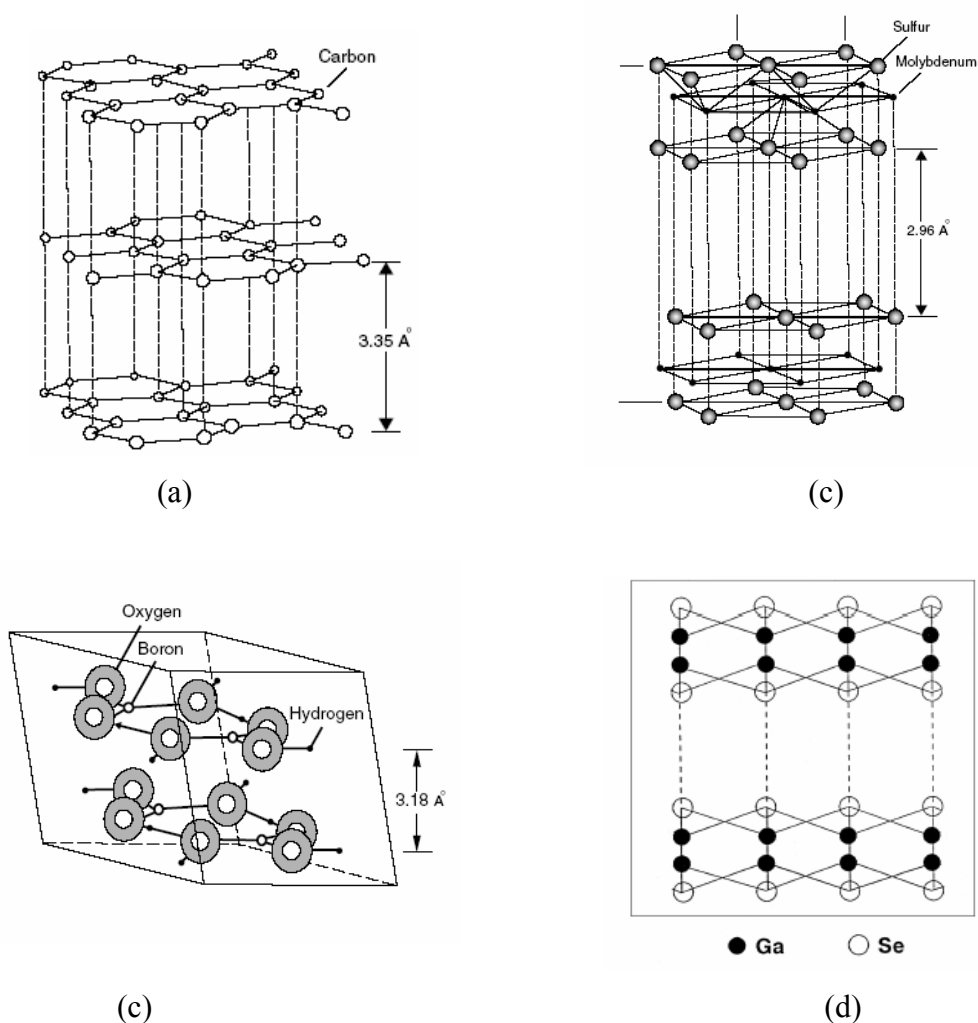 Carbon
3.35 Å
(a)
Sulfur
Molybdenum
2.96 Å
(c)
Oxygen
Boron
Hydrogen
3.18 Å
(c)
Ga Se
(d)